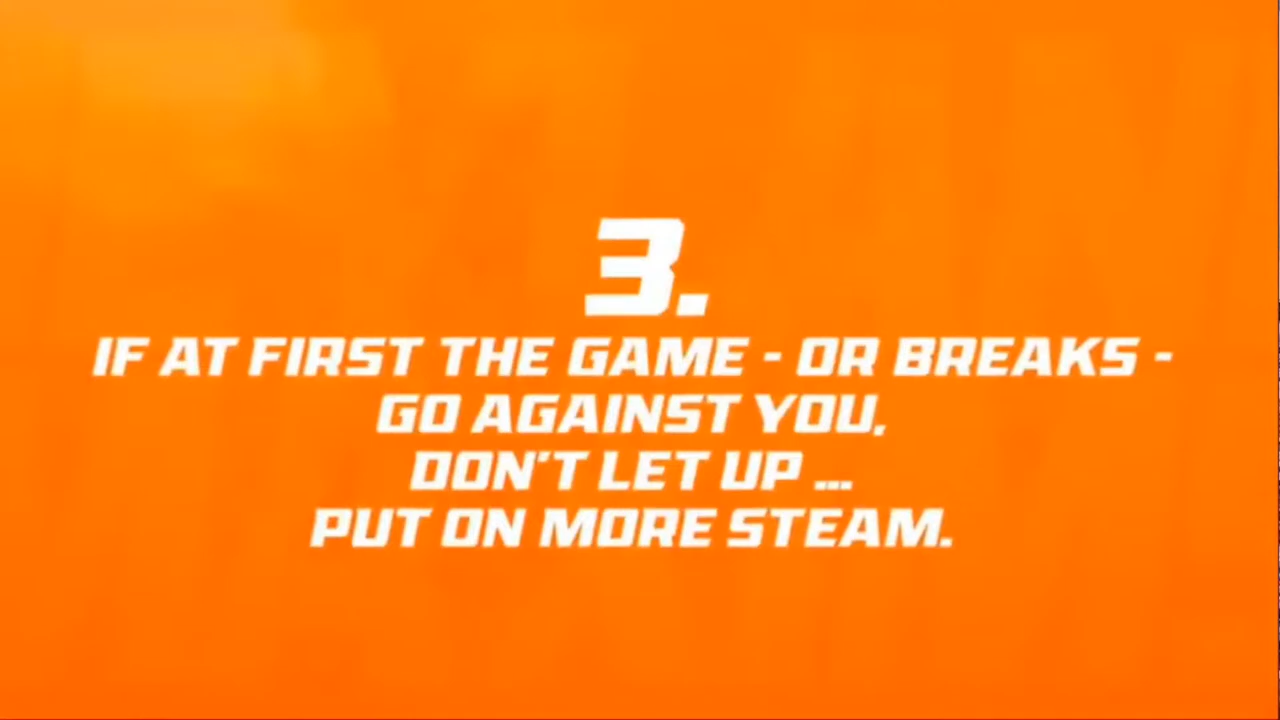 3.
IF AT FIRST THE GAME - OR BREAKS -
GO AGAINST YOU,
DON'T LET UP ...
PUT ON MORE STEAM.